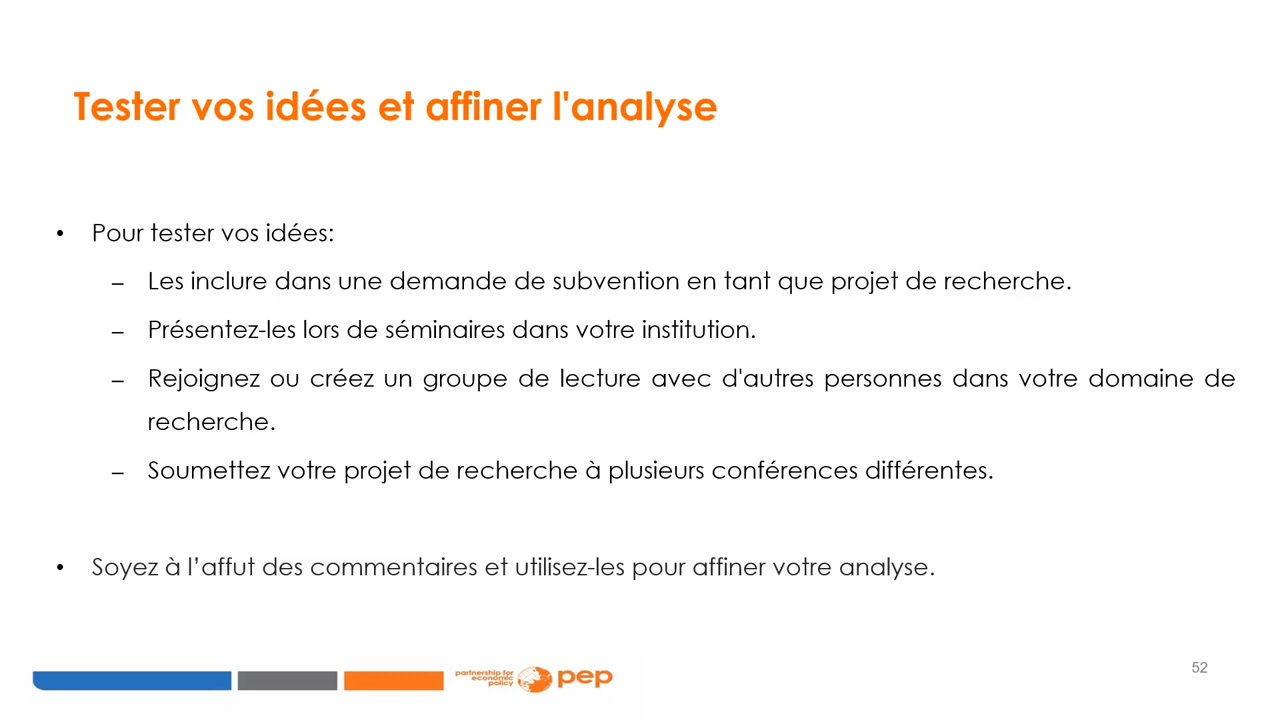 Tester vos idées et affiner l'analyse
• Pour tester vos idées:
– Les inclure dans une demande de subvention en tant que projet de recherche.
– Présentez-les lors de séminaires dans votre institution.
– Rejoignez ou créez un groupe de lecture avec d'autres personnes dans votre domaine de
recherche.
– Soumettez votre projet de recherche à plusieurs conférences différentes.
• Soyez à l’affut des commentaires et utilisez-les pour affiner votre analyse.
partnership for
economic
policy
pep
52